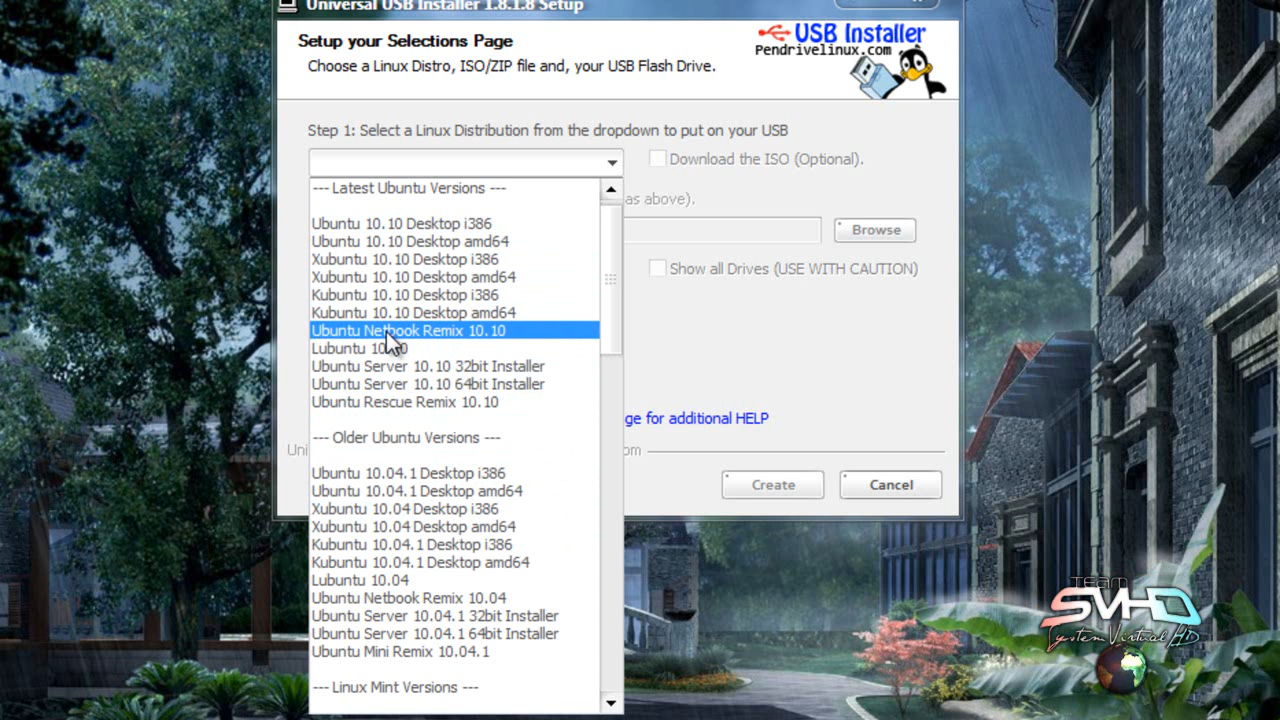 Universal USB Installer 1.8.1.8 Setup
Setup your Selections Page
Choose a Linux Distro, ISO/ZIP file and, your USB Flash Drive.
USB Installer
Pendrivelinux.com
Step 1: Select a Linux Distribution from the dropdown to put on your USB
Download the ISO (Optional).
--- Latest Ubuntu Versions ---
as above).
Ubuntu 10.10 Desktop i386
Browse
Ubuntu 10.10 Desktop amd64
Xubuntu 10.10 Desktop i386
Show all Drives (USE WITH CAUTION)
Xubuntu 10.10 Desktop amd64
Kubuntu 10.10 Desktop i386
Kubuntu 10.10 Desktop amd64
Ubuntu Netbook Remix 10.10
Lubuntu
Ubuntu Server 10.10 32bit Installer
Ubuntu Server 10.10 64bit Installer
Ubuntu Rescue Remix 10.10
ge for additional HELP
--- Older Ubuntu Versions ---
Uni
om
Ubuntu 10.04.1 Desktop i386
Create
Cancel
Ubuntu 10.04.1 Desktop amd64
Xubuntu 10.04 Desktop i386
Xubuntu 10.04 Desktop amd64
Kubuntu 10.04.1 Desktop i386
Kubuntu 10.04.1 Desktop amd64
Lubuntu 10.04
Ubuntu Netbook Remix 10.04
Ubuntu Server 10.04.1 32bit Installer
Ubuntu Server 10.04.1 64bit Installer
Ubuntu Mini Remix 10.04.1
--- Linux Mint Versions ---
TEAM
SVHD
System Virtual HD